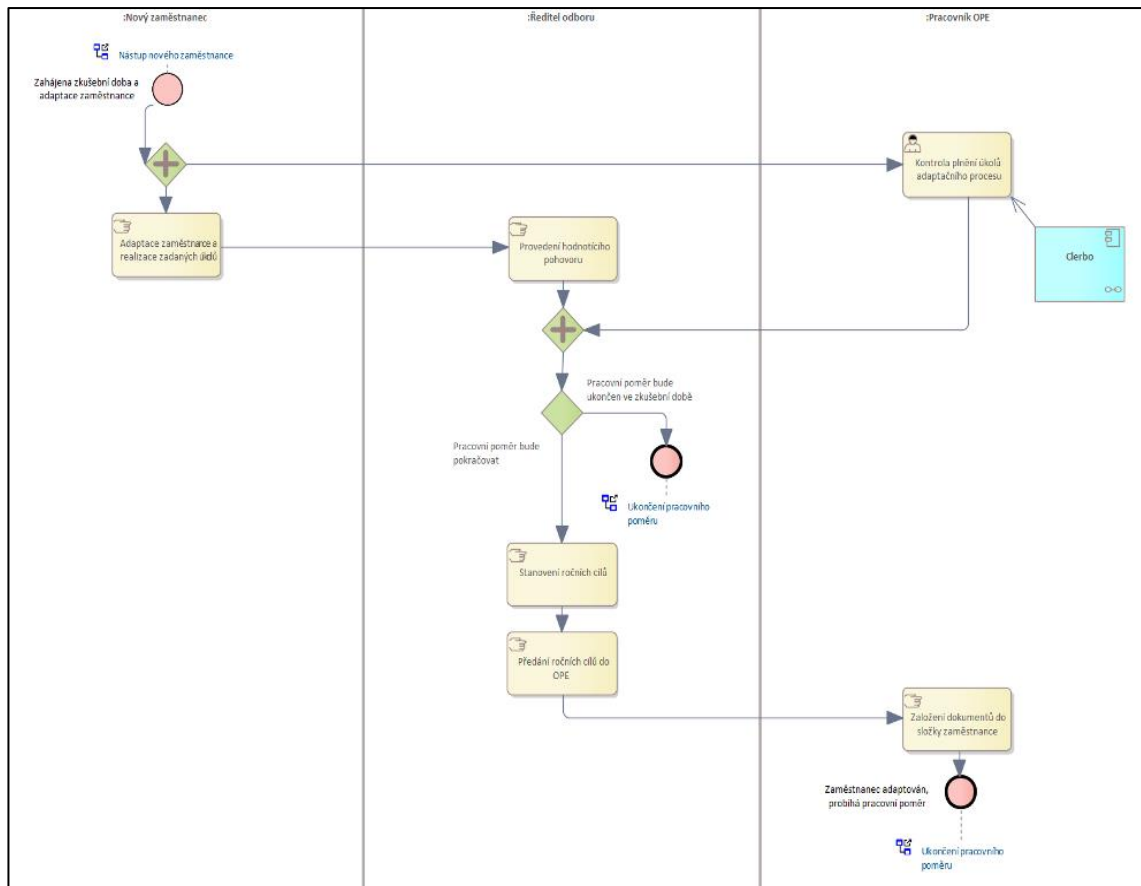 :Nový zaměstnanec
:Ředitel odboru
:Pracovník OPE
Nástup nového zaměstnance
Zahájena zkušební doba a
adaptace zaměstnance
Kontrola plnění úkolů
adaptačního procesu
Adaptace zaměstnance a
realizace zadaných úkolů
Provedení hodnotícího
pohovoru
Clerbo
Pracovní poměr bude
ukončen ve zkušební době
Pracovní poměr bude
pokračovat
Ukončení pracovního
poměru
Stanovení ročních cílů
Předání ročních cílů do
OPE
Založení dokumentů do
složky zaměstnance
Zaměstnanec adaptován,
probíhá pracovní poměr
Ukončení pracovního
poměru